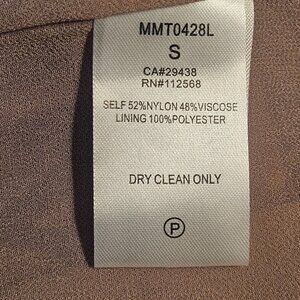 MMT0428L
S
CA#29438
RN#112568
SELF 52%NYLON 48%VISCOSE
LINING 100%POLYESTER
DRY CLEAN ONLY
P